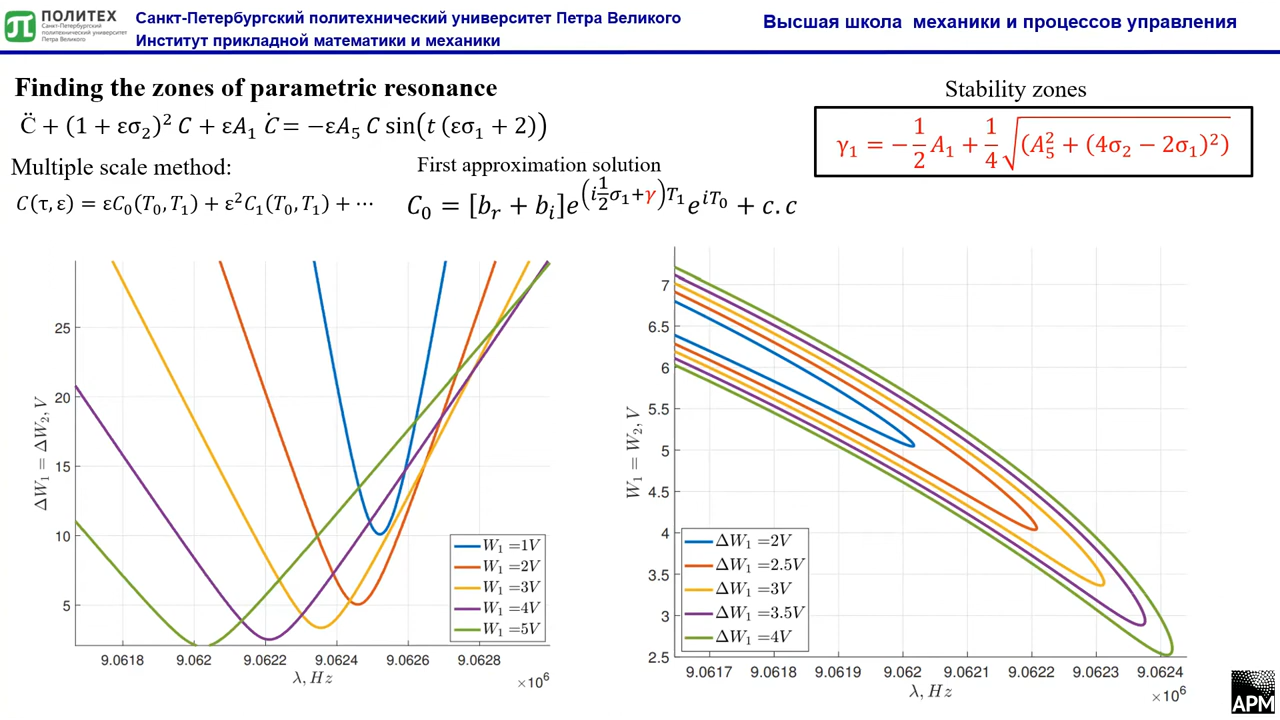 ПОЛИТЕХ
Санкт-Петербургский
политехнический университет
Петра Великого
Санкт-Петербургский политехнический университет Петра Великого
Институт прикладной математики и механики
Высшая школа механики и процессов управления
Finding the zones of parametric resonance
C̈ + (1 + εσ₂)² C + εA₁ Ċ = −εA₅ C sin(t (εσ₁ + 2))
Multiple scale method:
C(τ, ε) = εC₀(T₀, T₁) + ε²C₁(T₀, T₁) + ⋯
First approximation solution
C₀ = [bᵣ + bᵢ]e^(i½σ₁+γ)T₁ e^iT₀ + c.c
Stability zones
γ₁ = −1/2 A₁ + 1/4 √(A₅² + (4σ₂ − 2σ₁)²)
ΔW₁ = ΔW₂, V
25
20
15
10
5
W₁ =1V
W₁ =2V
W₁ =3V
W₁ =4V
W₁ =5V
9.0618 9.062 9.0622 9.0624 9.0626 9.0628
λ, Hz
×10⁶
W₁ = W₂, V
7
6.5
6
5.5
5
4.5
4
3.5
3
2.5
ΔW₁ =2V
ΔW₁ =2.5V
ΔW₁ =3V
ΔW₁ =3.5V
ΔW₁ =4V
9.0617 9.0618 9.0619 9.062 9.0621 9.0622 9.0623 9.0624
λ, Hz
×10⁶
APM